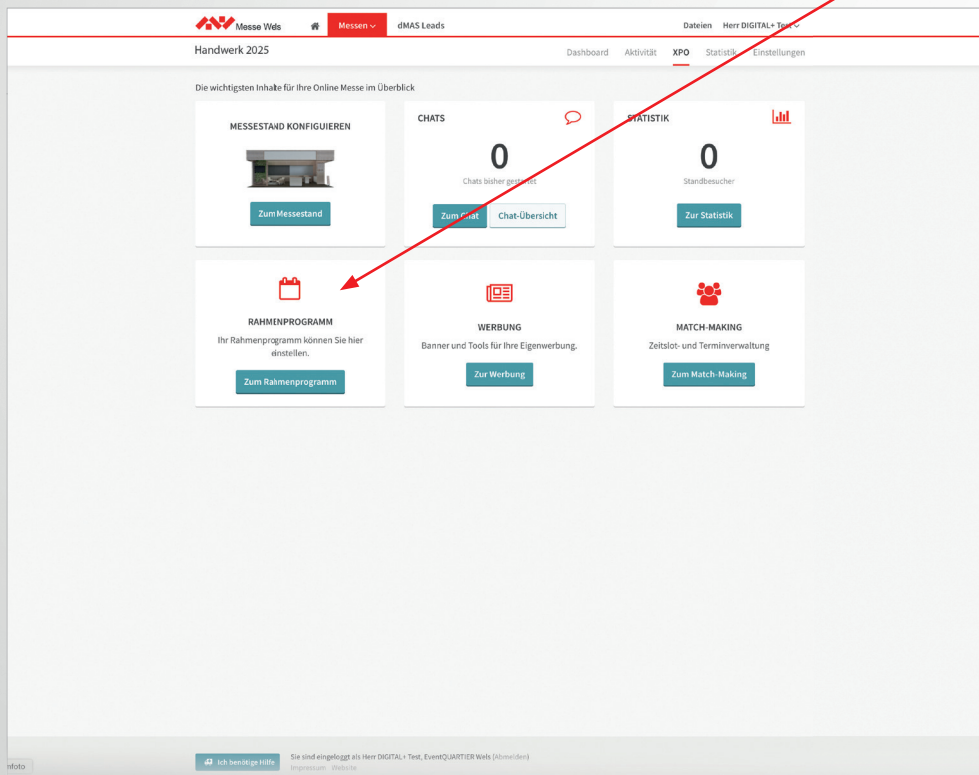 Messe Wels
Messen
dMAS Leads
Dateien
Herr DIGITAL+ Test
Handwerk 2025
Dashboard
Aktivität
XPO
Statistik
Einstellungen
Die wichtigsten Inhalte für Ihre Online Messe im Überblick
MESSESTAND KONFIGUIEREN
Zum Messestand
CHATS
0
Chats bisher gestartet
Zum Chat
Chat-Übersicht
STATISTIK
0
Standbesucher
Zur Statistik
RAHMENPROGRAMM
Ihr Rahmenprogramm können Sie hier
einstellen.
Zum Rahmenprogramm
WERBUNG
Banner und Tools für Ihre Eigenwerbung.
Zur Werbung
MATCH-MAKING
Zeitslot- und Terminverwaltung
Zum Match-Making
nfoto
Ich benötige Hilfe
Sie sind eingeloggt als Herr DIGITAL+ Test, EventQUARTIER Wels (Abmelden)
Impressum Website